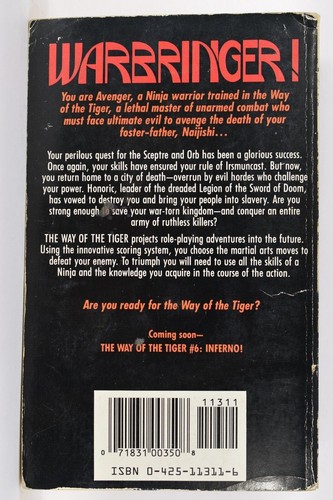 WARBRINGER!
You are Avenger, a Ninja warrior trained in the Way
of the Tiger, a lethal master of unarmed combat who
must face ultimate evil to avenge the death of your
foster-father, Naijishi...
Your perilous quest for the Sceptre and Orb has been a glorious success.
Once again, your skills have ensured your rule of Irsmuncast. But now,
you return home to a city of death—overrun by evil hordes who challenge
your power. Honoric, leader of the dreaded Legion of the Sword of Doom,
has vowed to destroy you and bring your people into slavery. Are you
strong enough save your war-torn kingdom—and conquer an entire
army of ruthless killers?
THE WAY OF THE TIGER projects role-playing adventures into the future.
Using the innovative scoring system, you choose the martial arts moves to
defeat your enemy. To triumph you will need to use all the skills of a
Ninja and the knowledge you acquire in the course of the action.
Are you ready for the Way of the Tiger?
Coming soon—
THE WAY OF THE TIGER #6: INFERNO!
11311
0 71831 00350 8
ISBN 0-425-11311-6